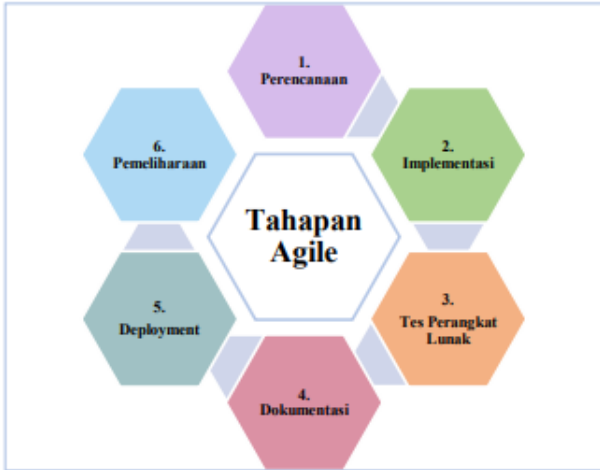 1.
Perencanaan
2.
Implementasi
3.
Tes Perangkat
Lunak
4.
Dokumentasi
5.
Deployment
6.
Pemeliharaan
Tahapan
Agile